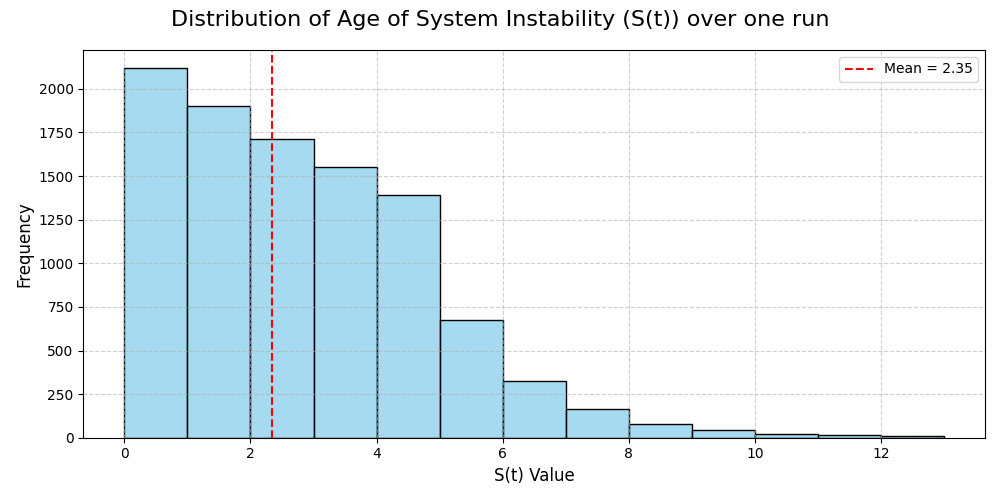 Distribution of Age of System Instability (S(t)) over one run
Mean = 2.35
Frequency
2000
1750
1500
1250
1000
750
500
250
0
0 2 4 6 8 10 12
S(t) Value